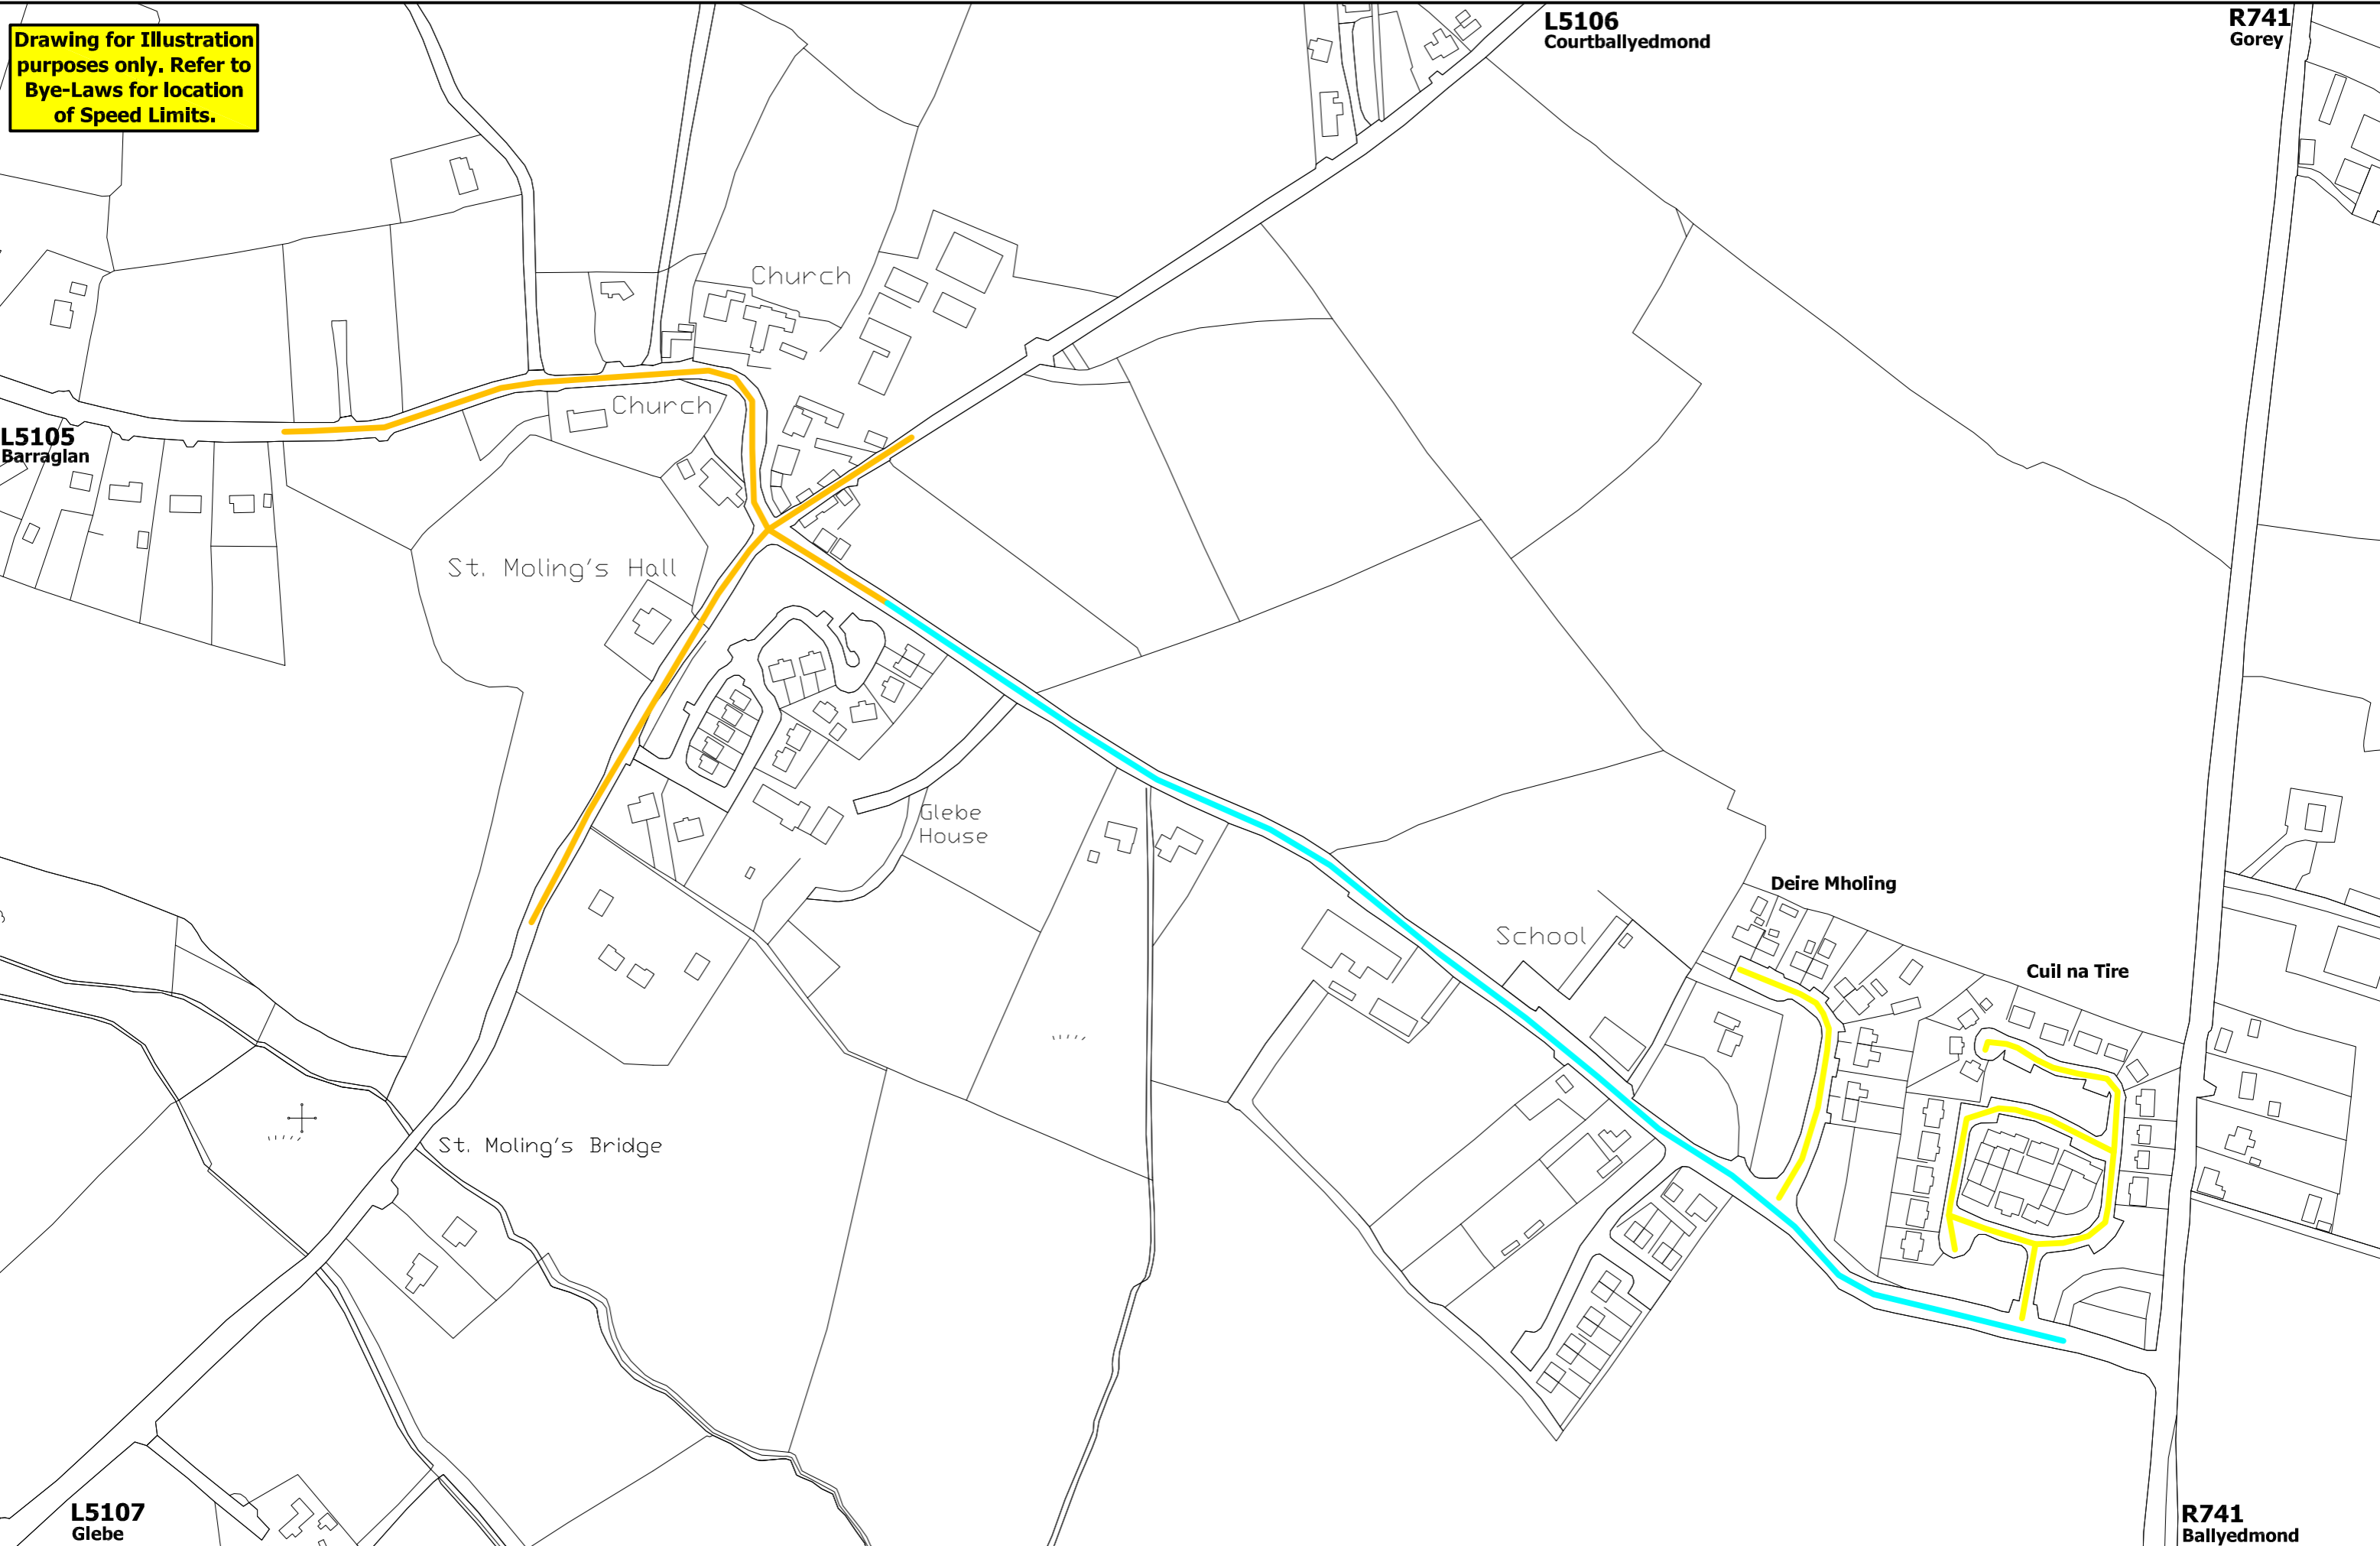 Drawing for Illustration
purposes only. Refer to
Bye-Laws for location
of Speed Limits.
L5106
Courtballyedmond
R741
Gorey
Church
Church
L5105
Barraglan
St. Moling's Hall
Glebe
House
Deire Mholing
School
Cuil na Tire
St. Moling's Bridge
L5107
Glebe
R741
Ballyedmond